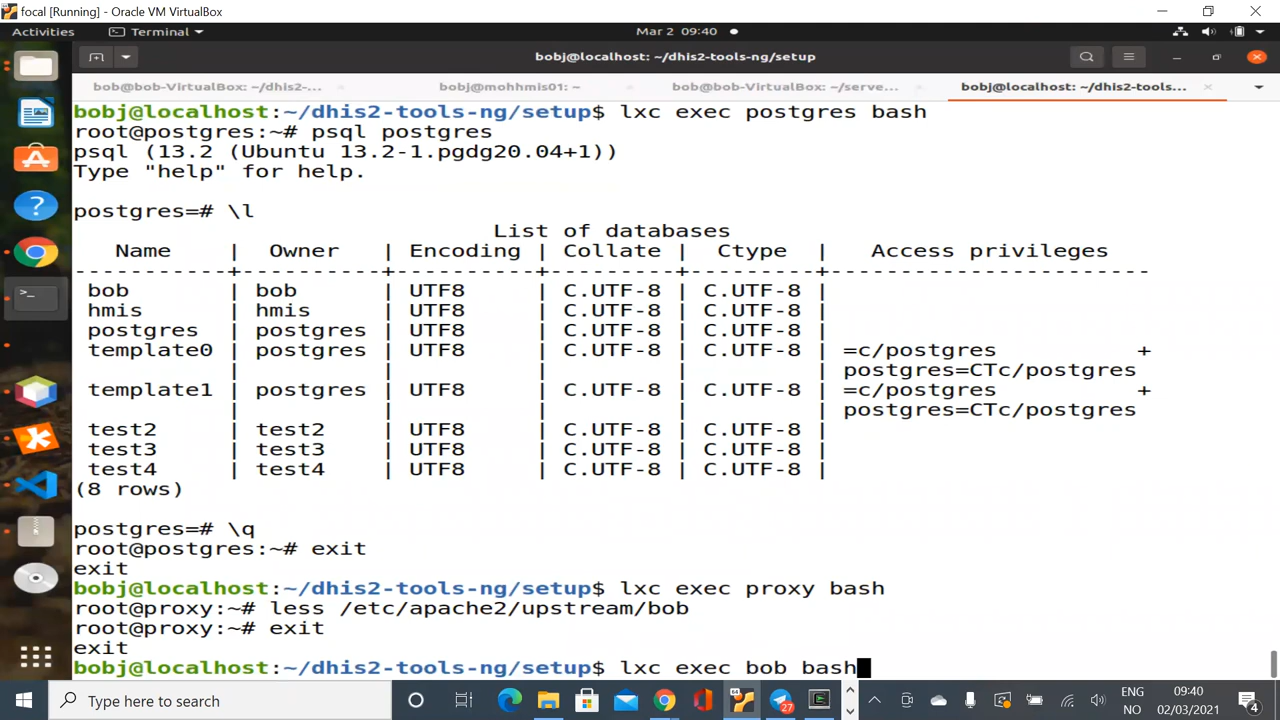 focal [Running] - Oracle VM VirtualBox
Activities Terminal Mar 2 09:40
bobj@localhost: ~/dhis2-tools-ng/setup
bob@bob-VirtualBox: ~/dhis2-... bobj@mohhmis01: ~ bob@bob-VirtualBox: ~/serve... bobj@localhost: ~/dhis2-tools...
bobj@localhost:~/dhis2-tools-ng/setup$ lxc exec postgres bash
root@postgres:~# psql postgres
psql (13.2 (Ubuntu 13.2-1.pgdg20.04+1))
Type "help" for help.
postgres=# \l
List of databases
Name | Owner | Encoding | Collate | Ctype | Access privileges
-----------+----------+----------+---------+---------+-----------------------
bob | bob | UTF8 | C.UTF-8 | C.UTF-8 |
hmis | hmis | UTF8 | C.UTF-8 | C.UTF-8 |
postgres | postgres | UTF8 | C.UTF-8 | C.UTF-8 |
template0 | postgres | UTF8 | C.UTF-8 | C.UTF-8 | =c/postgres +
| | | | | postgres=CTc/postgres
template1 | postgres | UTF8 | C.UTF-8 | C.UTF-8 | =c/postgres +
| | | | | postgres=CTc/postgres
test2 | test2 | UTF8 | C.UTF-8 | C.UTF-8 |
test3 | test3 | UTF8 | C.UTF-8 | C.UTF-8 |
test4 | test4 | UTF8 | C.UTF-8 | C.UTF-8 |
(8 rows)
postgres=# \q
root@postgres:~# exit
exit
bobj@localhost:~/dhis2-tools-ng/setup$ lxc exec proxy bash
root@proxy:~# less /etc/apache2/upstream/bob
root@proxy:~# exit
exit
bobj@localhost:~/dhis2-tools-ng/setup$ lxc exec bob bash
Type here to search
27
ENG
NO
09:40
02/03/2021
4